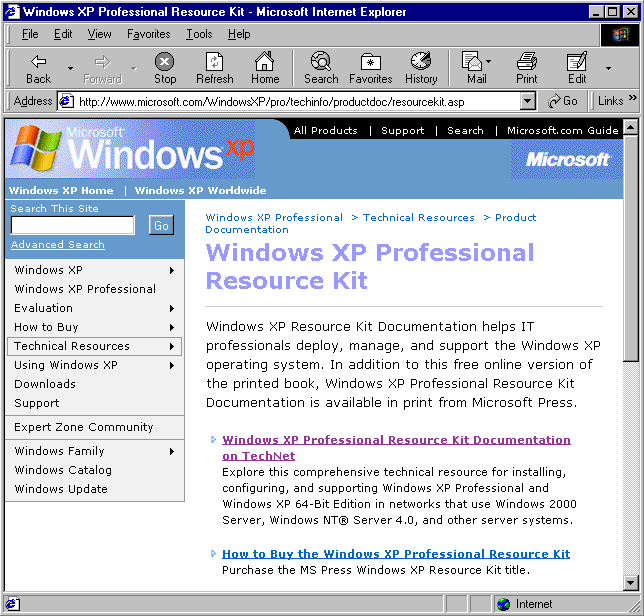 Windows XP Professional Resource Kit - Microsoft Internet Explorer
File Edit View Favorites Tools Help
Back Forward Stop Refresh Home Search Favorites History Mail Print Edit
Address http://www.microsoft.com/WindowsXP/pro/techinfo/productdoc/resourcekit.asp Go Links »
All Products | Support | Search | Microsoft.com Guide
Microsoft
Windows xp
Microsoft
Windows XP Home | Windows XP Worldwide
Search This Site
Go
Advanced Search
Windows XP
Windows XP Professional
Evaluation
How to Buy
Technical Resources
Using Windows XP
Downloads
Support
Expert Zone Community
Windows Family
Windows Catalog
Windows Update
Windows XP Professional > Technical Resources > Product
Documentation
Windows XP Professional
Resource Kit
Windows XP Resource Kit Documentation helps IT
professionals deploy, manage, and support the Windows XP
operating system. In addition to this free online version of
the printed book, Windows XP Professional Resource Kit
Documentation is available in print from Microsoft Press.
Windows XP Professional Resource Kit Documentation
on TechNet
Explore this comprehensive technical resource for installing,
configuring, and supporting Windows XP Professional and
Windows XP 64-Bit Edition in networks that use Windows 2000
Server, Windows NT® Server 4.0, and other server systems.
How to Buy the Windows XP Professional Resource Kit
Purchase the MS Press Windows XP Resource Kit title.
Internet